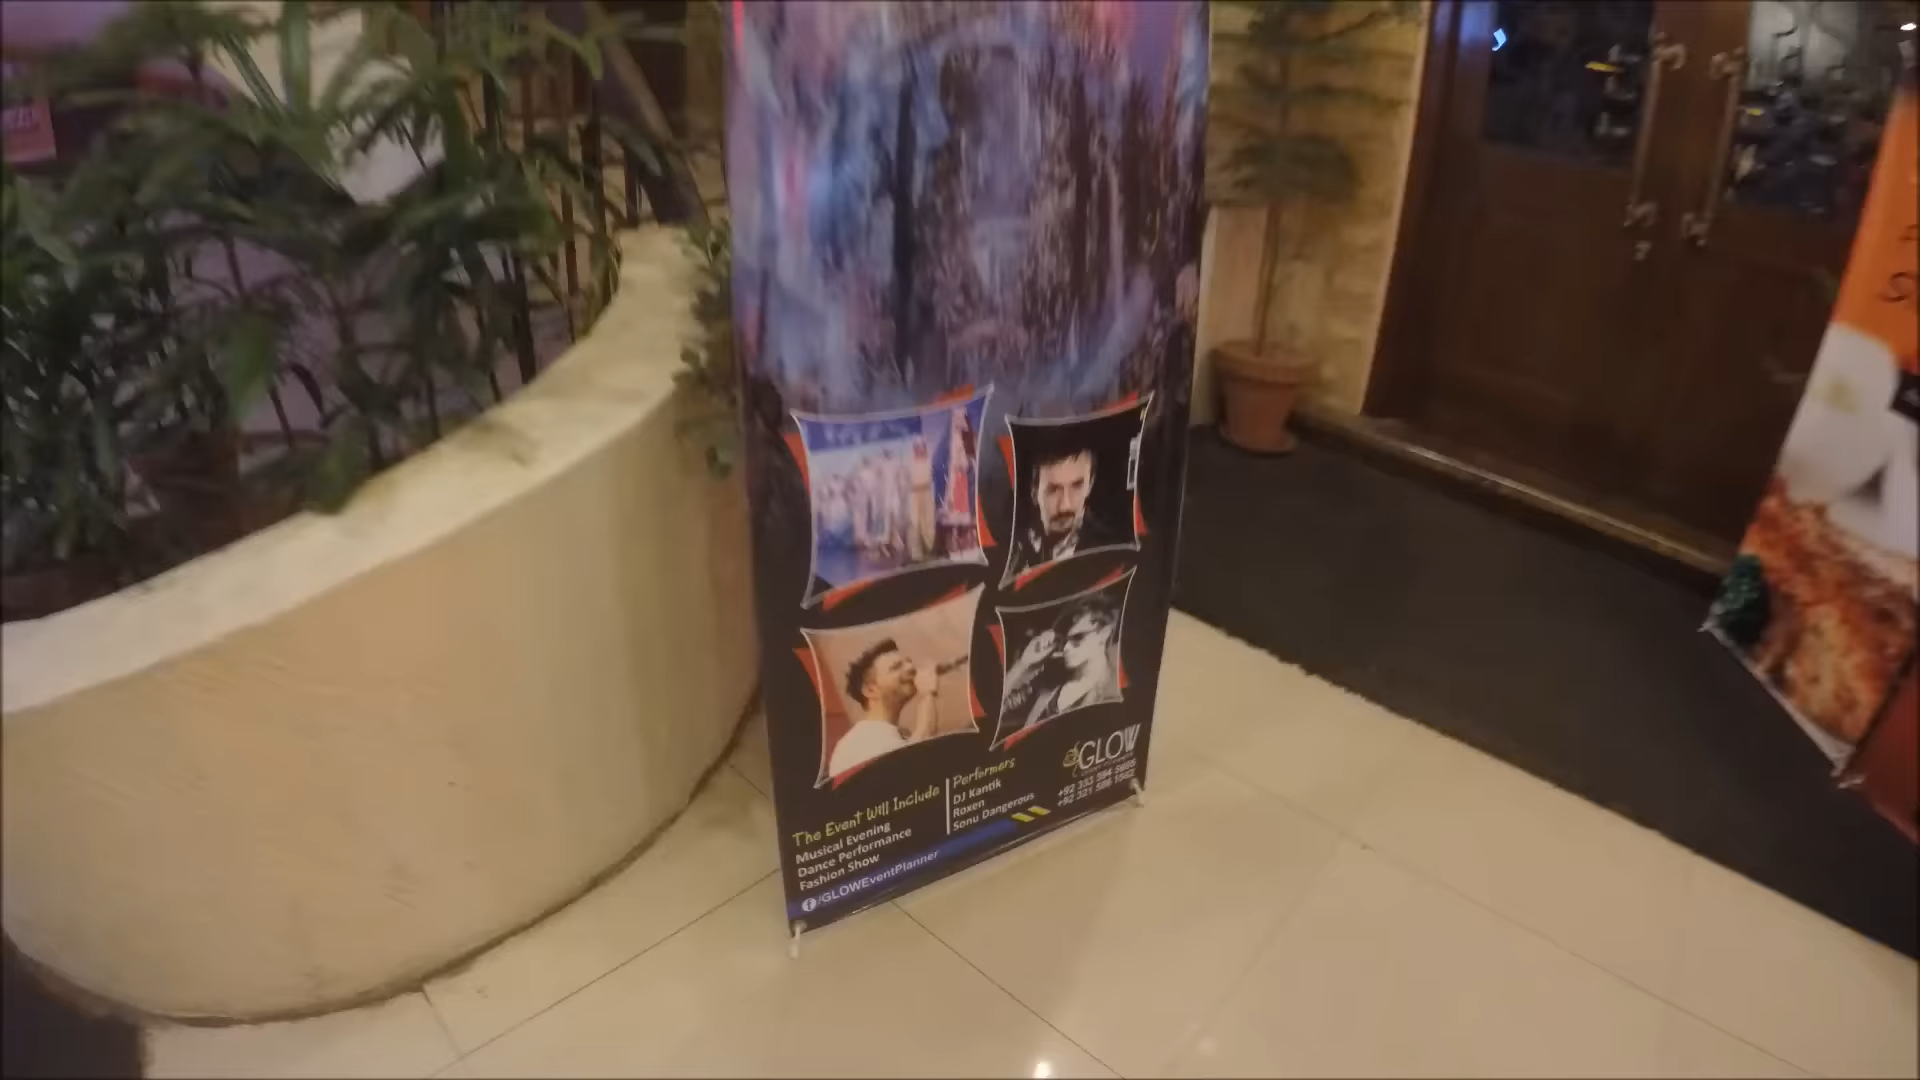 The Event Will Include
Musical Evening
Dance Performance
Fashion Show
Performers
DJ Kantik
Roxen
Sonu Dangerous
GLOW
/GLOWEventPlanner